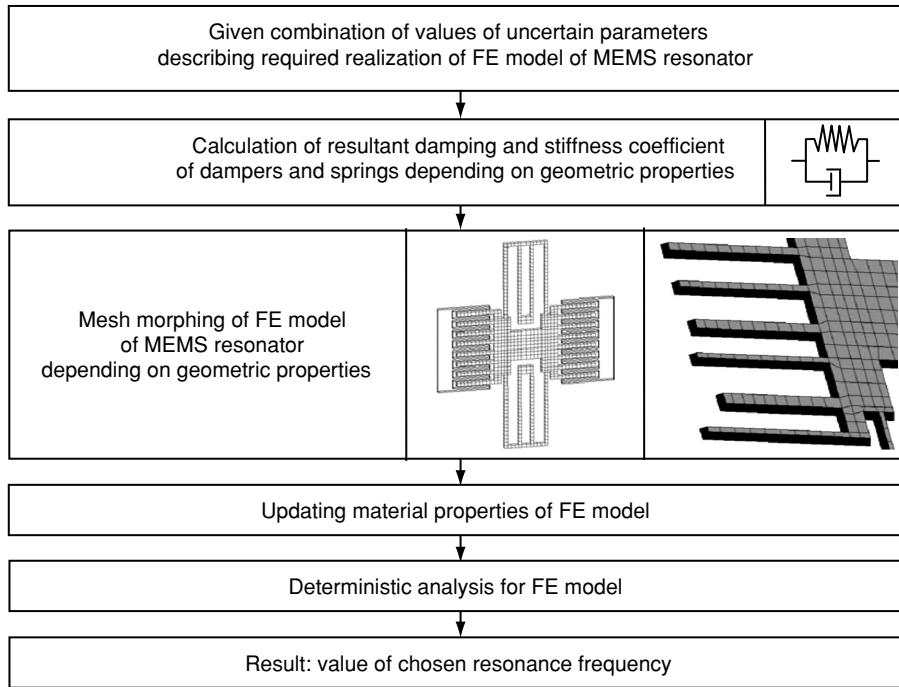 Given combination of values of uncertain parameters
describing required realization of FE model of MEMS resonator
Calculation of resultant damping and stiffness coefficient
of dampers and springs depending on geometric properties
Mesh morphing of FE model
of MEMS resonator
depending on geometric properties
Updating material properties of FE model
Deterministic analysis for FE model
Result: value of chosen resonance frequency